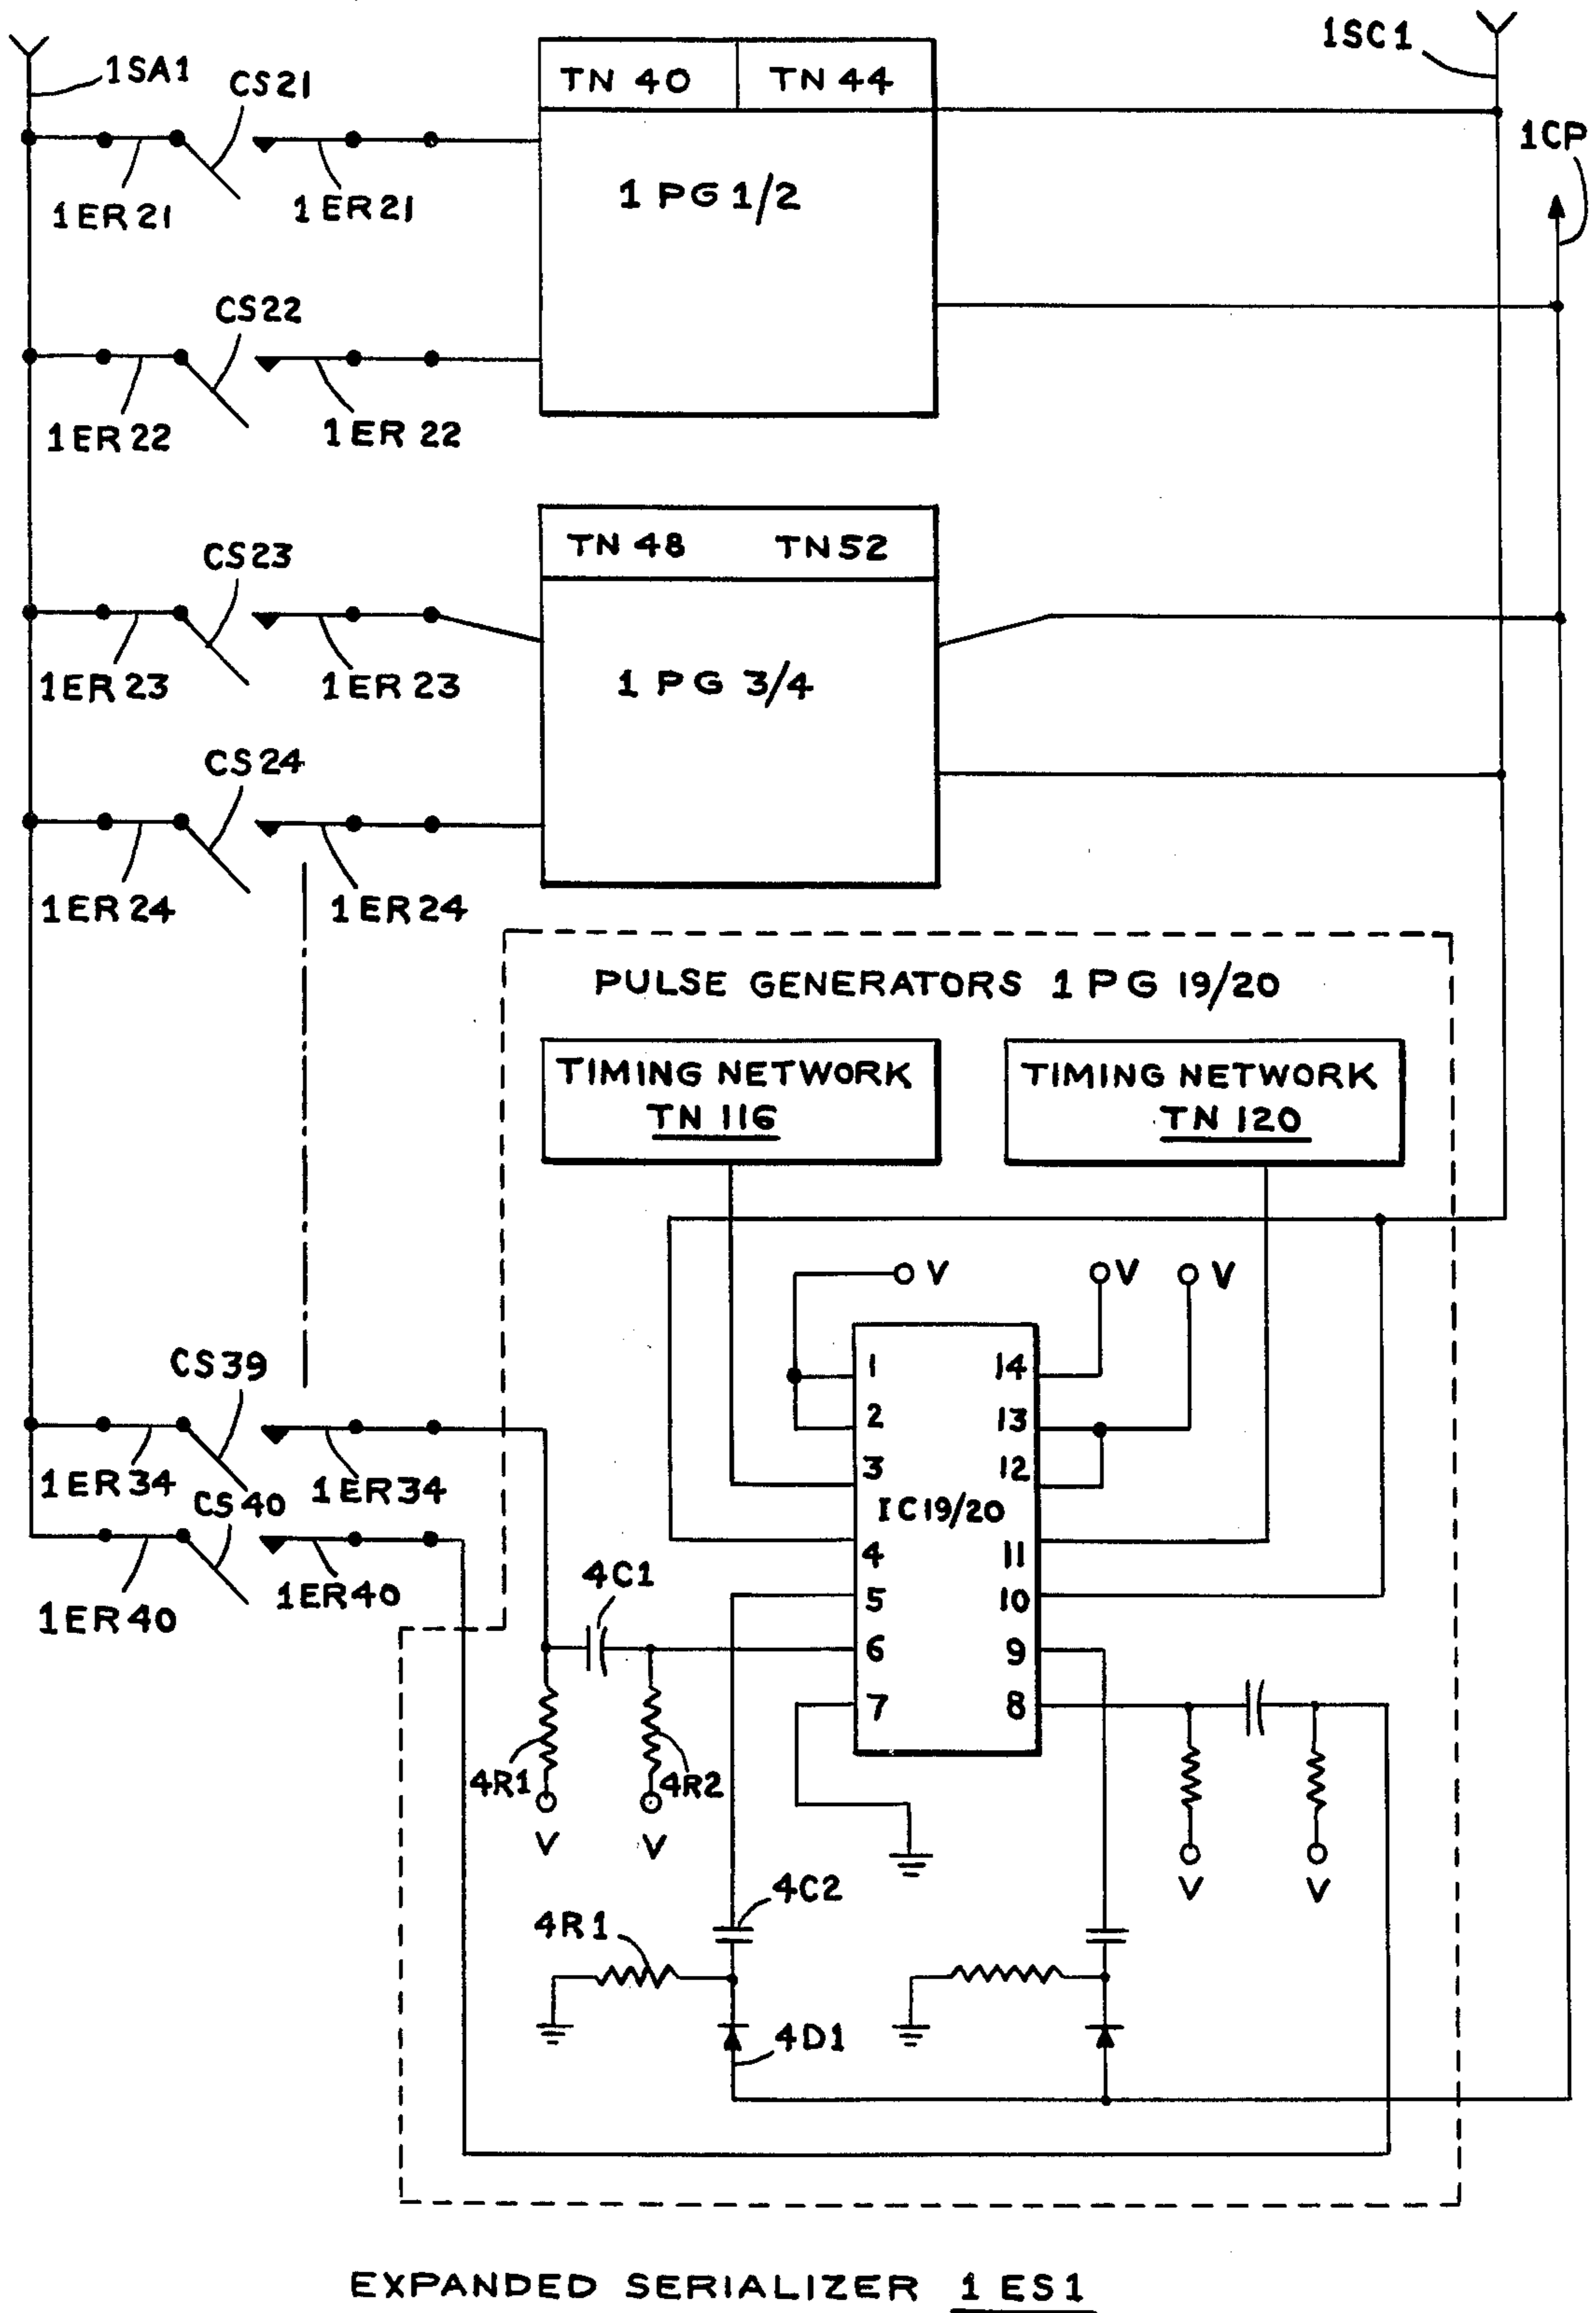 1SA1
CS21
TN 40
TN 44
1SC1
1CP
1ER21
1ER21
1 PG 1/2
CS22
1ER22
1ER 22
CS23
TN 48
TN52
1ER23
1ER 23
1 PG 3/4
CS24
1ER24
1ER24
PULSE GENERATORS 1 PG 19/20
TIMING NETWORK
TN 116
TIMING NETWORK
TN 120
V
V
V
CS39
1
14
2
13
3
12
1ER34
1ER34
CS40
IC19/20
4
11
1ER40
1ER40
4C1
5
10
6
9
7
8
4R1
4R2
V
V
V
V
4C2
4R1
4D1
EXPANDED SERIALIZER 1 ES1